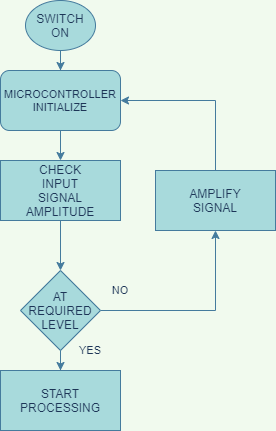 SWITCH
ON
MICROCONTROLLER
INITIALIZE
CHECK
INPUT
SIGNAL
AMPLITUDE
AMPLIFY
SIGNAL
NO
AT
REQUIRED
LEVEL
YES
START
PROCESSING